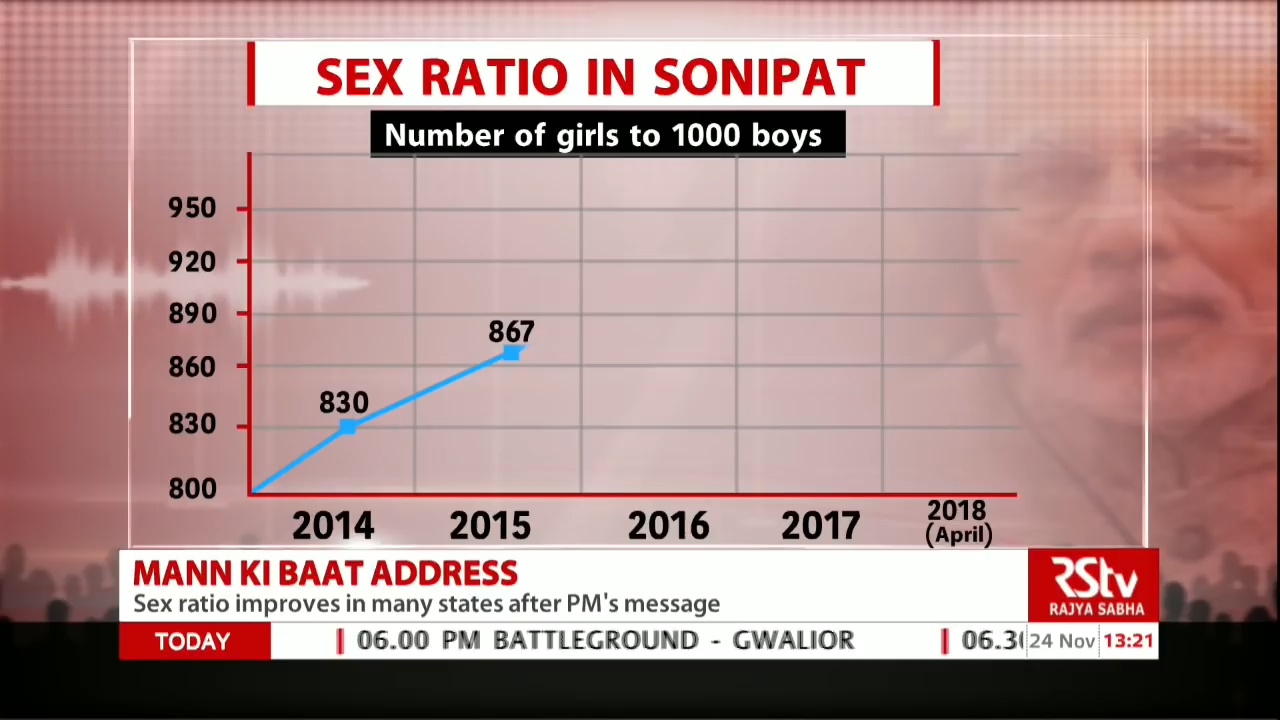 SEX RATIO IN SONIPAT
Number of girls to 1000 boys
950
920
890
860
830
800
867
830
2014 2015 2016 2017 2018
(April)
MANN KI BAAT ADDRESS
Sex ratio improves in many states after PM's message
RStv
RAJYA SABHA
TODAY 06.00 PM BATTLEGROUND - GWALIOR 06.3 24 Nov 13:21